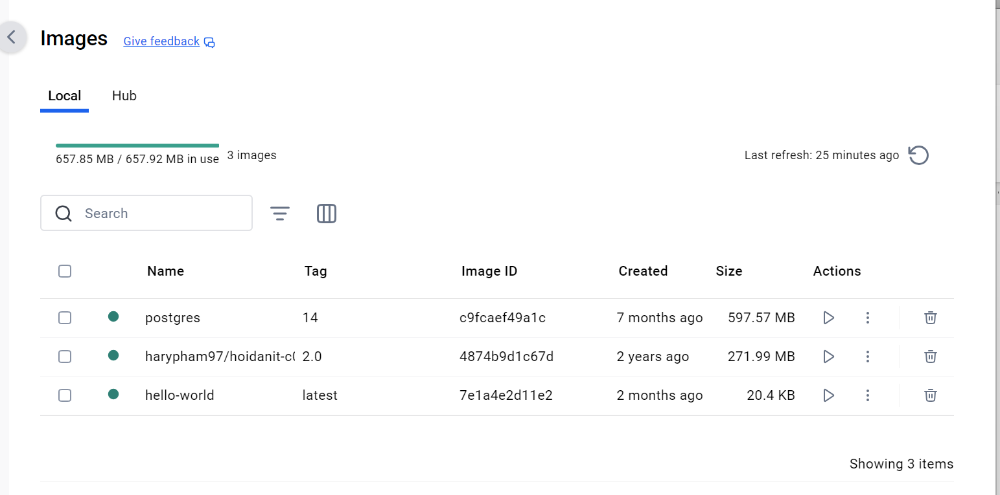 Images Give feedback
Local Hub
657.85 MB / 657.92 MB in use 3 images Last refresh: 25 minutes ago
Search
Name Tag Image ID Created Size Actions
postgres 14 c9fcaef49a1c 7 months ago 597.57 MB
harypham97/hoidanit-c 2.0 4874b9d1c67d 2 years ago 271.99 MB
hello-world latest 7e1a4e2d11e2 2 months ago 20.4 KB
Showing 3 items